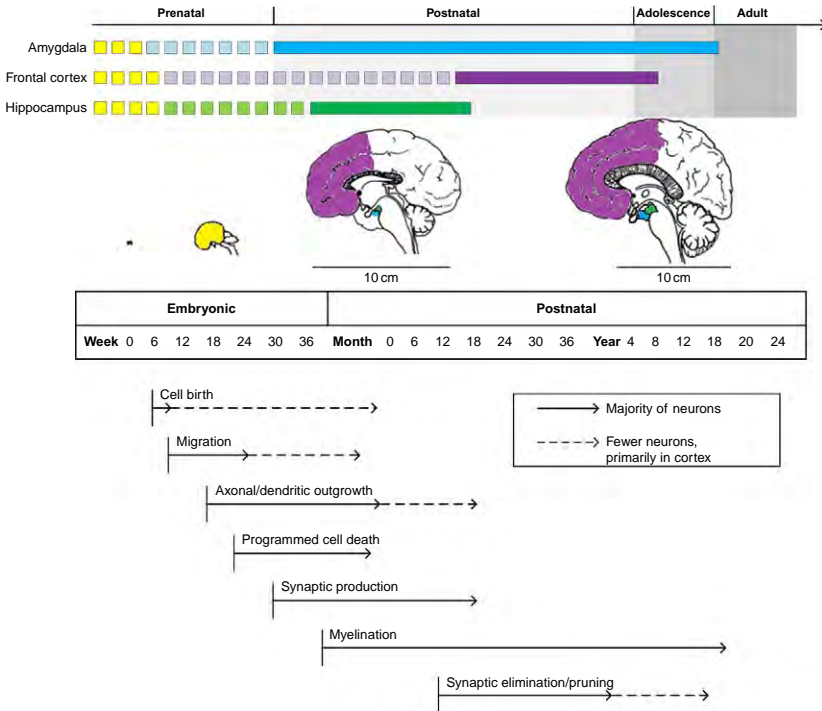 Prenatal Postnatal Adolescence Adult
Amygdala
Frontal cortex
Hippocampus
10 cm 10 cm
Embryonic Postnatal
Week 0 6 12 18 24 30 36 Month 0 6 12 18 24 30 36 Year 4 8 12 18 20 24
Cell birth
Majority of neurons
Migration
Fewer neurons,
primarily in cortex
Axonal/dendritic outgrowth
Programmed cell death
Synaptic production
Myelination
Synaptic elimination/pruning